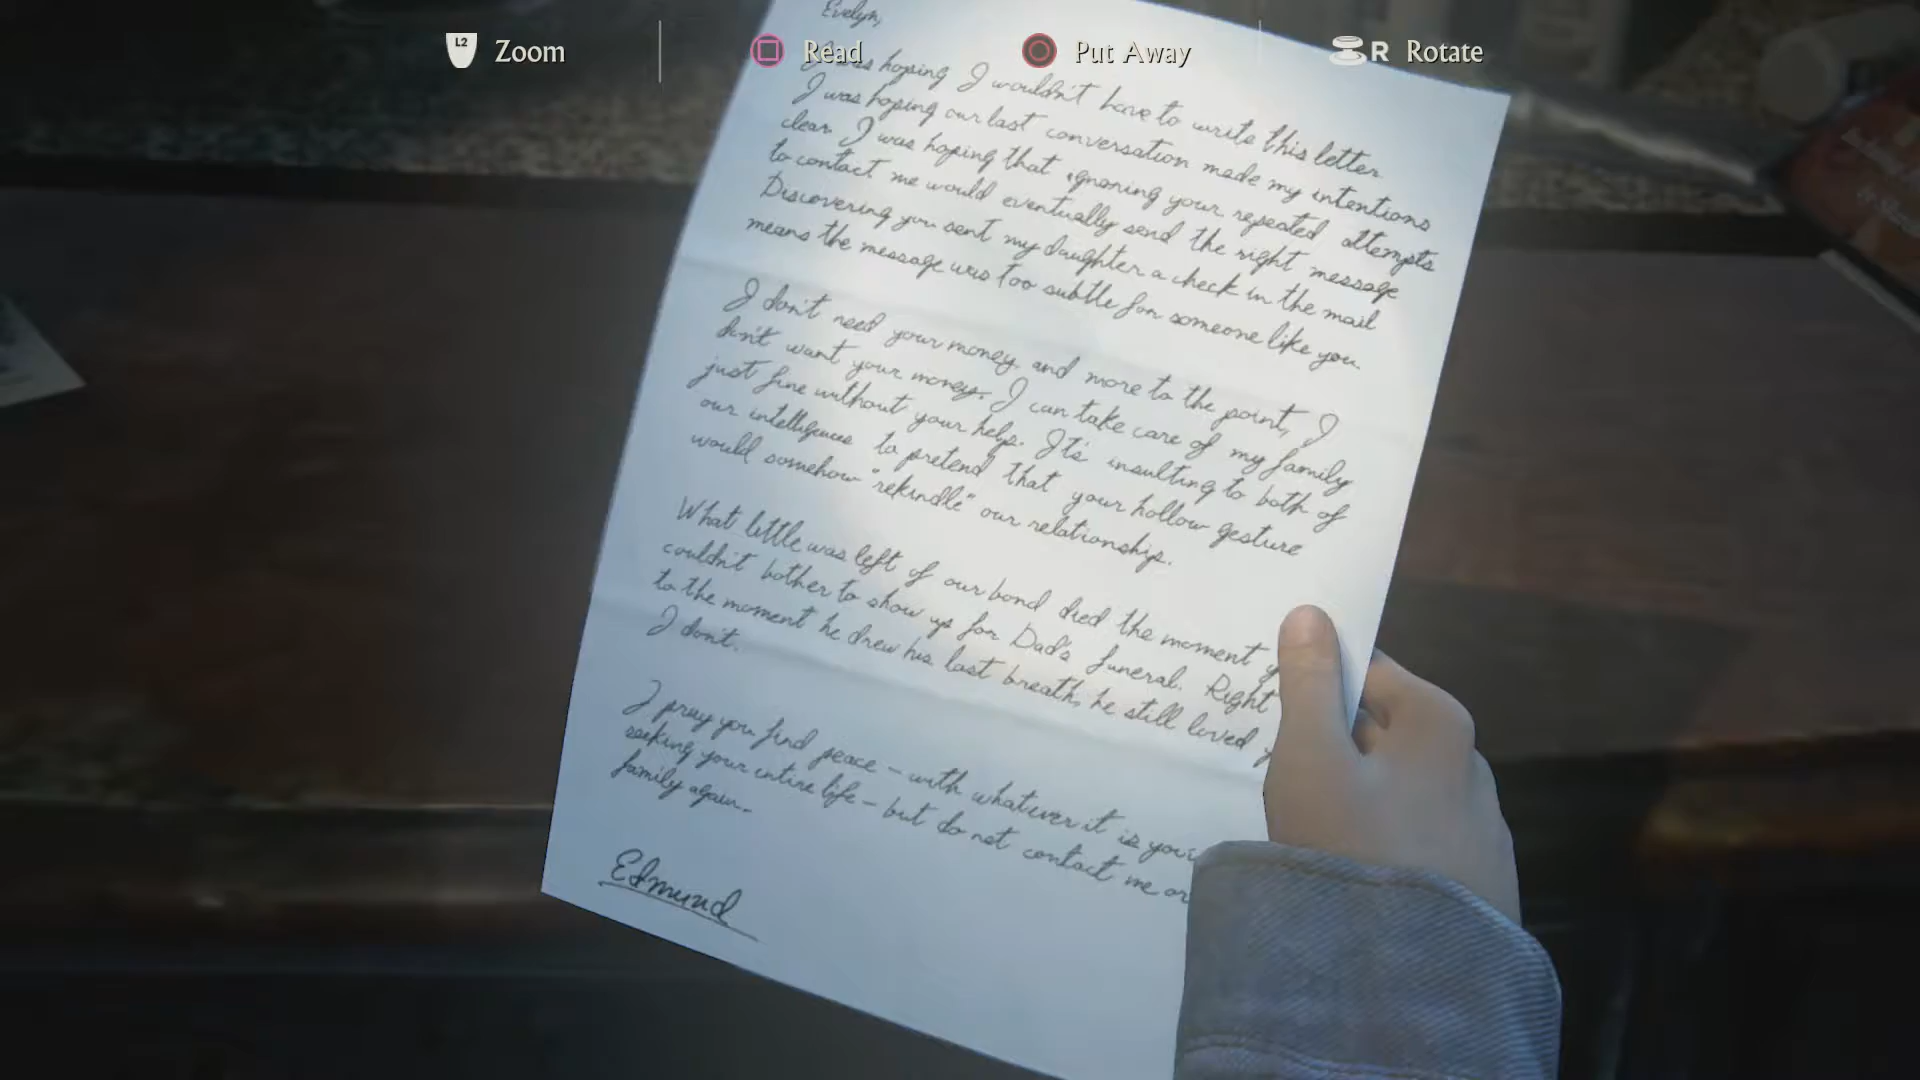 L2 Zoom
Read
Put Away
R Rotate
Evelyn,
I was hoping I wouldn't have to write this letter.
I was hoping our last conversation made my intentions
clear. I was hoping that ignoring your repeated attempts
to contact me would eventually send the right message
Discovering you sent my daughter a check in the mail
means the message was too subtle for someone like you.
I don't need your money, and more to the point, I
don't want your money. I can take care of my family
just fine without your help. It's insulting to both of
our intelligences to pretend that your hollow gesture
would somehow "rekindle" our relationship.
What little was left of our bond died the moment y
couldn't bother to show up for Dad's funeral. Right
to the moment he drew his last breath, he still loved y
I don't.
I pray you find peace – with whatever it is you
seeking your entire life – but do not contact me or
family again.
Edmund